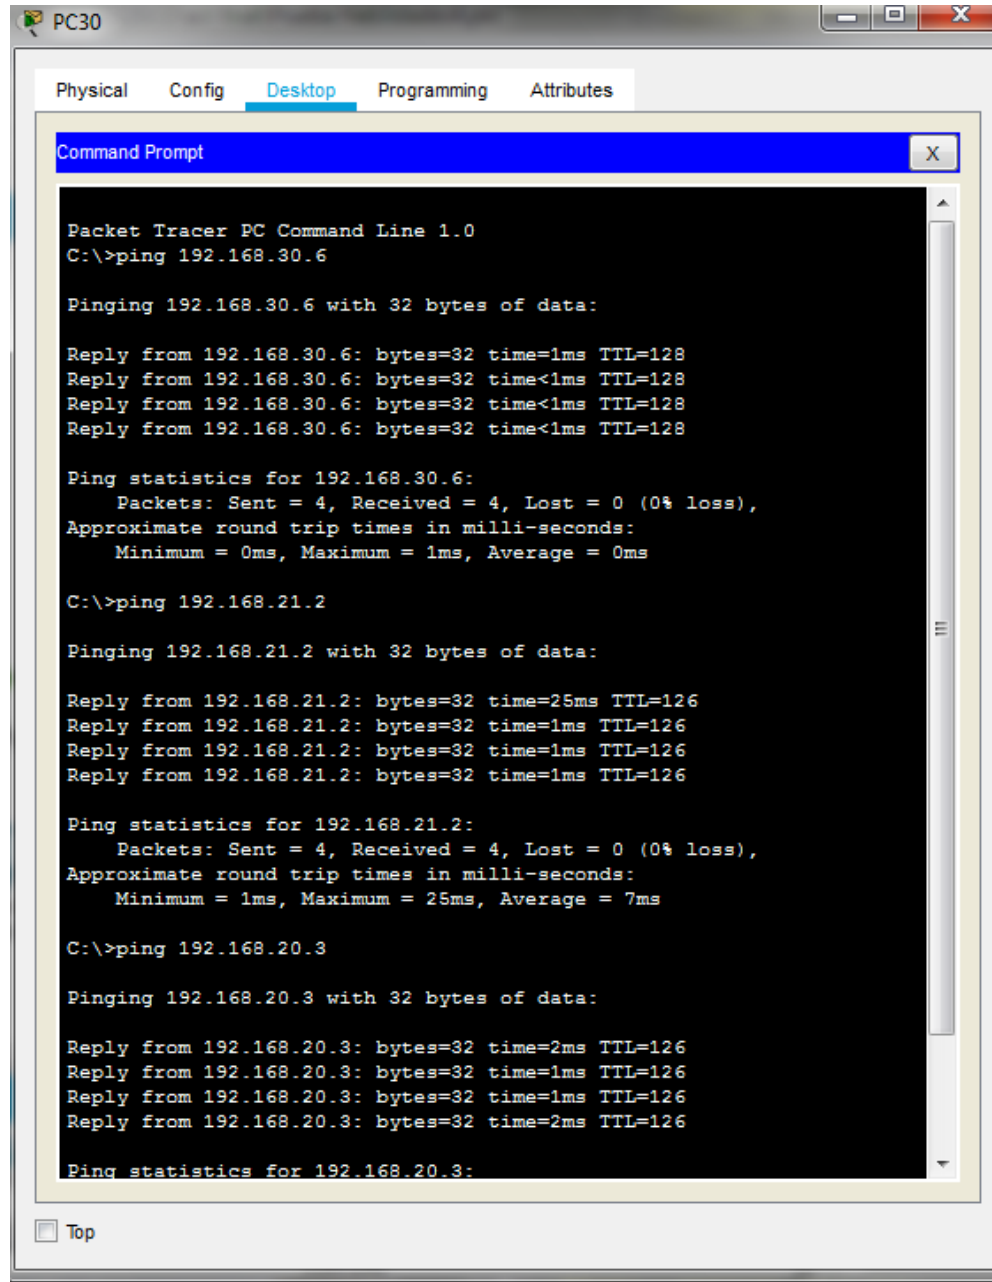 PC30
Physical Config Desktop Programming Attributes
Command Prompt X
Packet Tracer PC Command Line 1.0
C:\>ping 192.168.30.6
Pinging 192.168.30.6 with 32 bytes of data:
Reply from 192.168.30.6: bytes=32 time=1ms TTL=128
Reply from 192.168.30.6: bytes=32 time<1ms TTL=128
Reply from 192.168.30.6: bytes=32 time<1ms TTL=128
Reply from 192.168.30.6: bytes=32 time<1ms TTL=128
Ping statistics for 192.168.30.6:
Packets: Sent = 4, Received = 4, Lost = 0 (0% loss),
Approximate round trip times in milli-seconds:
Minimum = 0ms, Maximum = 1ms, Average = 0ms
C:\>ping 192.168.21.2
Pinging 192.168.21.2 with 32 bytes of data:
Reply from 192.168.21.2: bytes=32 time=25ms TTL=126
Reply from 192.168.21.2: bytes=32 time=1ms TTL=126
Reply from 192.168.21.2: bytes=32 time=1ms TTL=126
Reply from 192.168.21.2: bytes=32 time=1ms TTL=126
Ping statistics for 192.168.21.2:
Packets: Sent = 4, Received = 4, Lost = 0 (0% loss),
Approximate round trip times in milli-seconds:
Minimum = 1ms, Maximum = 25ms, Average = 7ms
C:\>ping 192.168.20.3
Pinging 192.168.20.3 with 32 bytes of data:
Reply from 192.168.20.3: bytes=32 time=2ms TTL=126
Reply from 192.168.20.3: bytes=32 time=1ms TTL=126
Reply from 192.168.20.3: bytes=32 time=1ms TTL=126
Reply from 192.168.20.3: bytes=32 time=2ms TTL=126
Ping statistics for 192.168.20.3:
Top